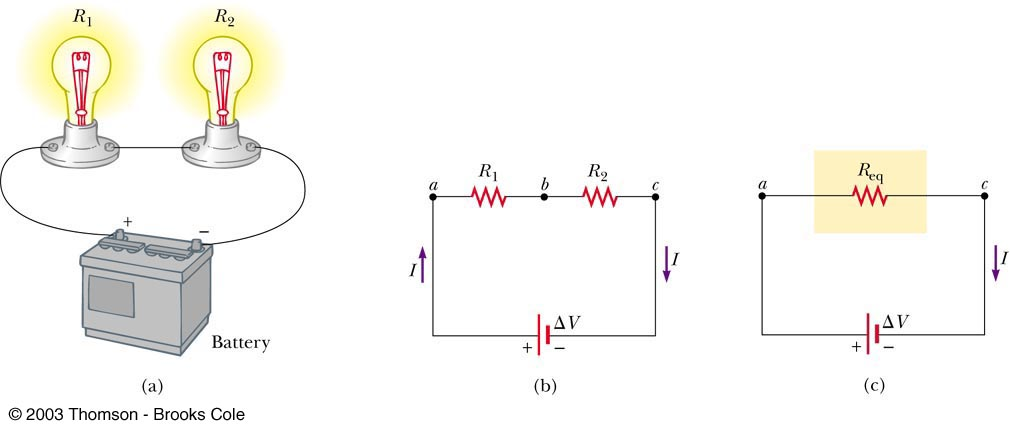 R1
R2
+
−
Battery
(a)
a
R1
b
R2
c
I
I
ΔV
+
−
(b)
a
Req
c
I
ΔV
+
−
(c)
© 2003 Thomson - Brooks Cole